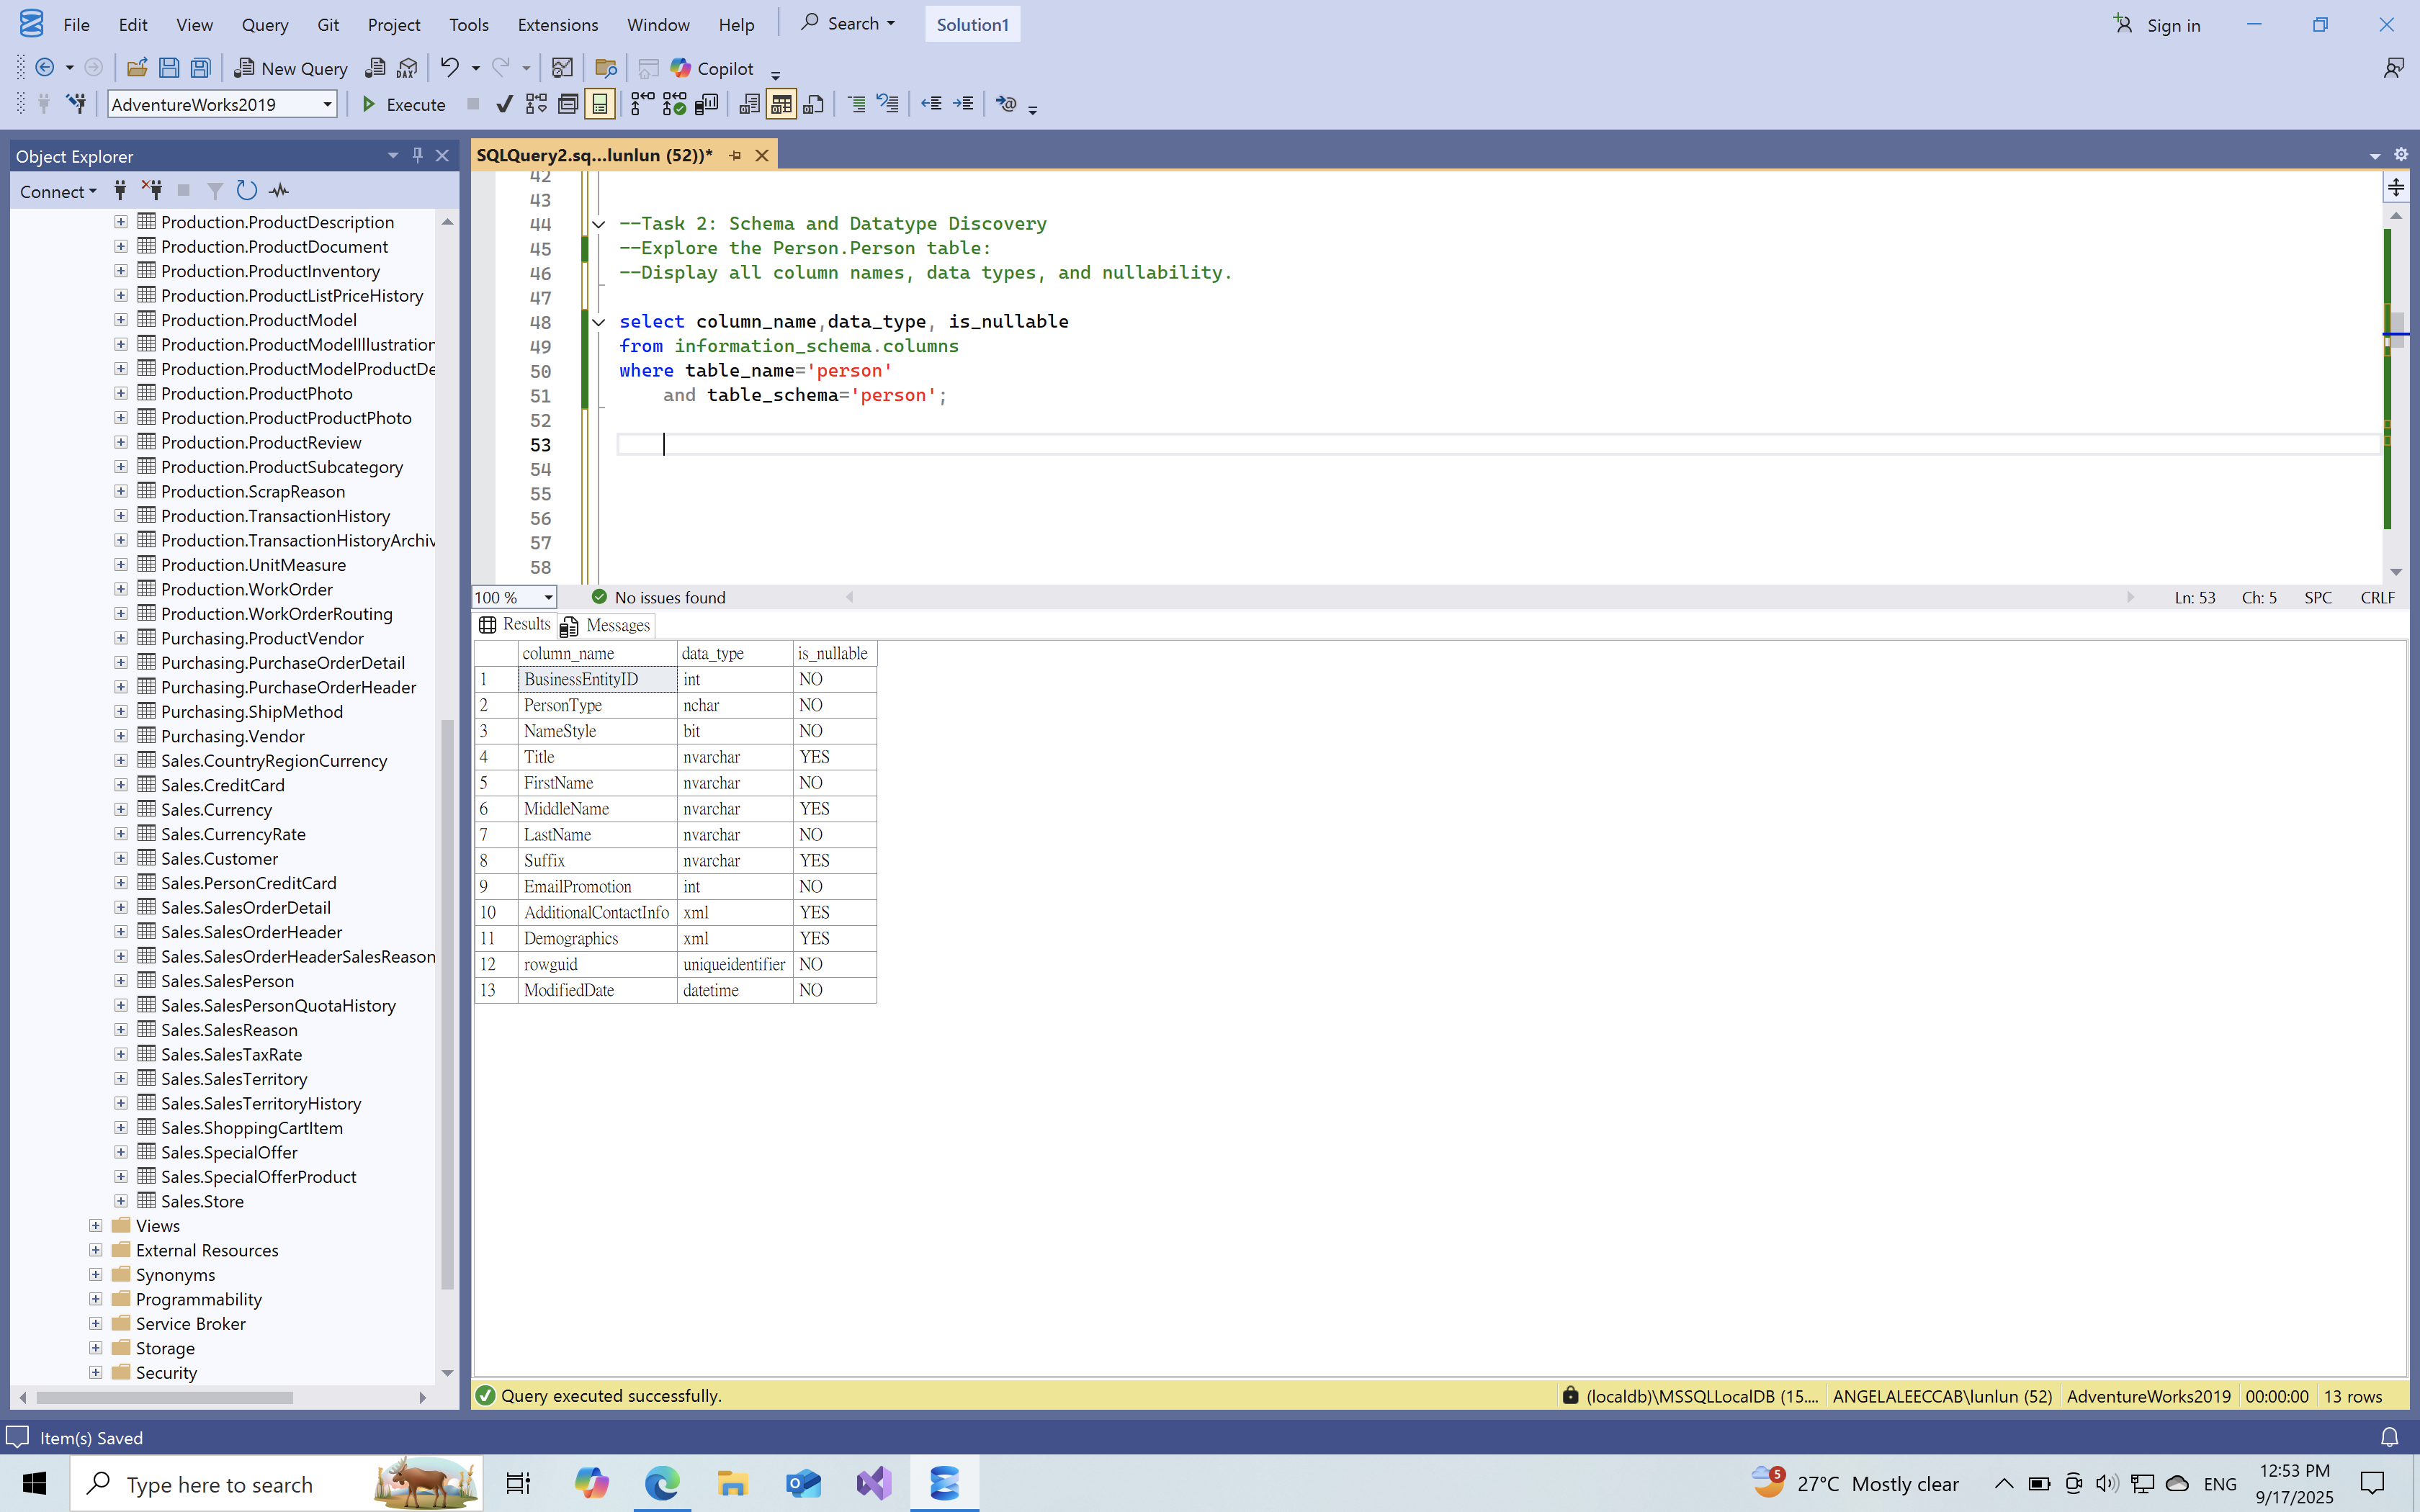 File Edit View Query Git Project Tools Extensions Window Help Search Solution1 Sign in
New Query DAX Copilot
AdventureWorks2019 Execute
Object Explorer
SQLQuery2.sq...lunlun (52))*
Connect
Production.ProductDescription
Production.ProductDocument
Production.ProductInventory
Production.ProductListPriceHistory
Production.ProductModel
Production.ProductModelIllustration
Production.ProductModelProductDe
Production.ProductPhoto
Production.ProductProductPhoto
Production.ProductReview
Production.ProductSubcategory
Production.ScrapReason
Production.TransactionHistory
Production.TransactionHistoryArchiv
Production.UnitMeasure
Production.WorkOrder
Production.WorkOrderRouting
Purchasing.ProductVendor
Purchasing.PurchaseOrderDetail
Purchasing.PurchaseOrderHeader
Purchasing.ShipMethod
Purchasing.Vendor
Sales.CountryRegionCurrency
Sales.CreditCard
Sales.Currency
Sales.CurrencyRate
Sales.Customer
Sales.PersonCreditCard
Sales.SalesOrderDetail
Sales.SalesOrderHeader
Sales.SalesOrderHeaderSalesReason
Sales.SalesPerson
Sales.SalesPersonQuotaHistory
Sales.SalesReason
Sales.SalesTaxRate
Sales.SalesTerritory
Sales.SalesTerritoryHistory
Sales.ShoppingCartItem
Sales.SpecialOffer
Sales.SpecialOfferProduct
Sales.Store
Views
External Resources
Synonyms
Programmability
Service Broker
Storage
Security
42
43
44 --Task 2: Schema and Datatype Discovery
45 --Explore the Person.Person table:
46 --Display all column names, data types, and nullability.
47
48 select column_name,data_type, is_nullable
49 from information_schema.columns
50 where table_name='person'
51 and table_schema='person';
52
53
54
55
56
57
58
100 % No issues found Ln: 53 Ch: 5 SPC CRLF
Results Messages
column_name data_type is_nullable
1 BusinessEntityID int NO
2 PersonType nchar NO
3 NameStyle bit NO
4 Title nvarchar YES
5 FirstName nvarchar NO
6 MiddleName nvarchar YES
7 LastName nvarchar NO
8 Suffix nvarchar YES
9 EmailPromotion int NO
10 AdditionalContactInfo xml YES
11 Demographics xml YES
12 rowguid uniqueidentifier NO
13 ModifiedDate datetime NO
Query executed successfully. (localdb)\MSSQLLocalDB (15.... ANGELALEECCAB\lunlun (52) AdventureWorks2019 00:00:00 13 rows
Item(s) Saved
Type here to search 5 27°C Mostly clear ENG 12:53 PM
9/17/2025